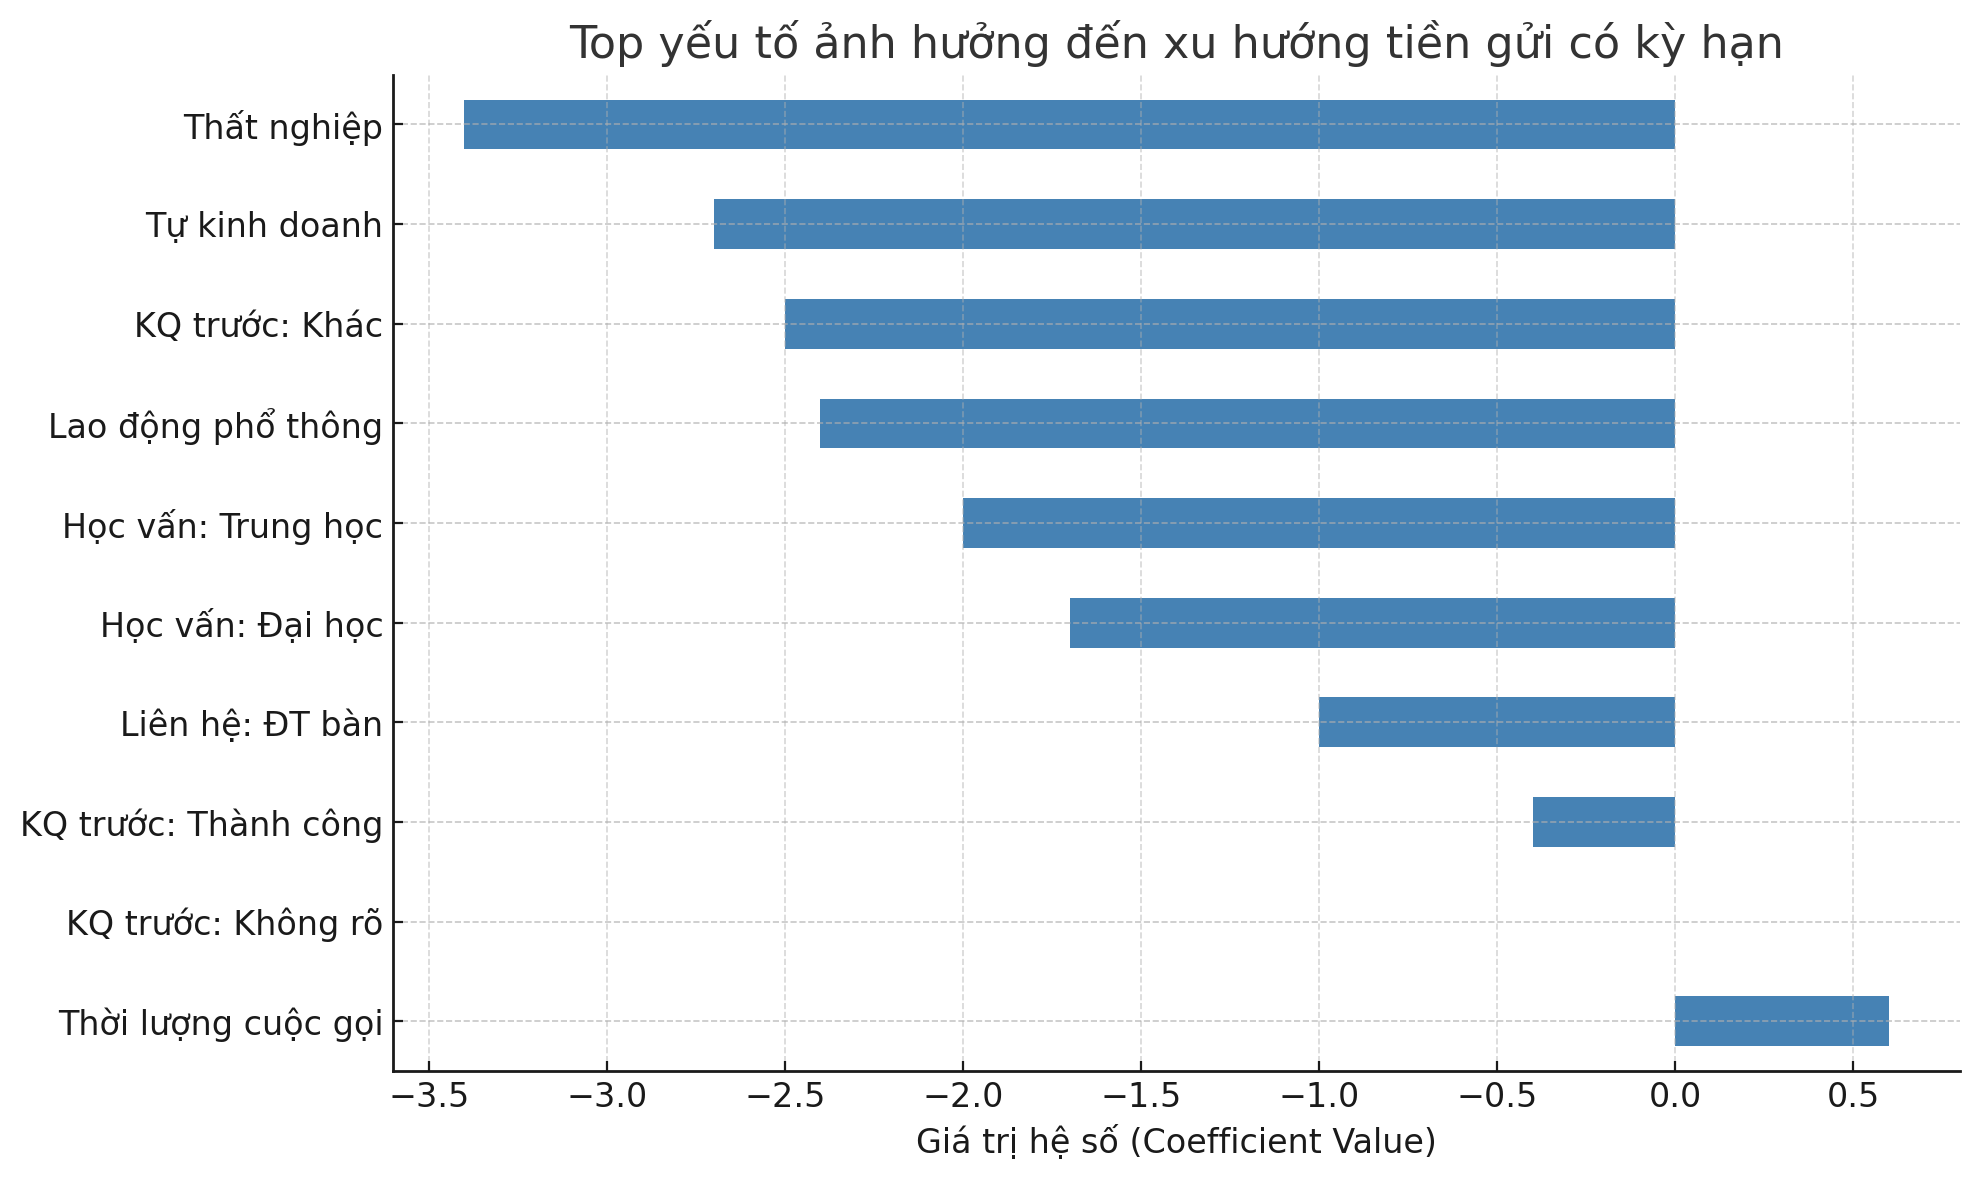 Top yếu tố ảnh hưởng đến xu hướng tiền gửi có kỳ hạn
Thất nghiệp
Tự kinh doanh
KQ trước: Khác
Lao động phổ thông
Học vấn: Trung học
Học vấn: Đại học
Liên hệ: ĐT bàn
KQ trước: Thành công
KQ trước: Không rõ
Thời lượng cuộc gọi
−3.5 −3.0 −2.5 −2.0 −1.5 −1.0 −0.5 0.0 0.5
Giá trị hệ số (Coefficient Value)